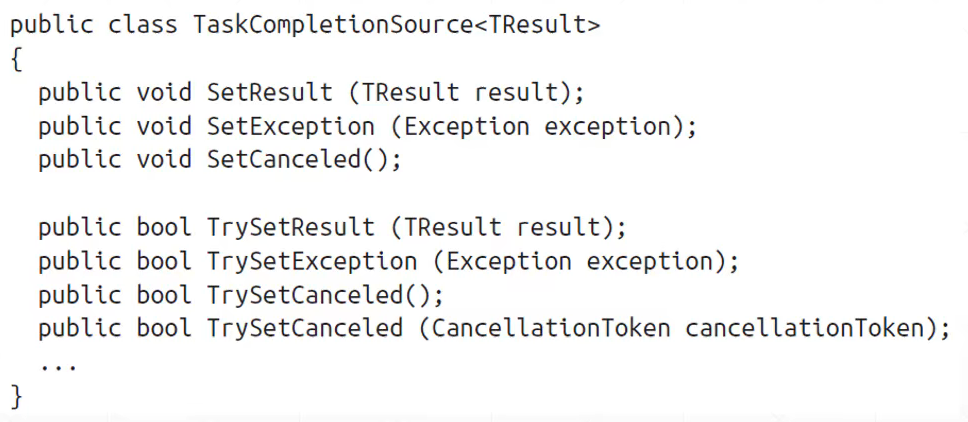 public class TaskCompletionSource<TResult>
{
  public void SetResult (TResult result);
  public void SetException (Exception exception);
  public void SetCanceled();

  public bool TrySetResult (TResult result);
  public bool TrySetException (Exception exception);
  public bool TrySetCanceled();
  public bool TrySetCanceled (CancellationToken cancellationToken);
  ...
}